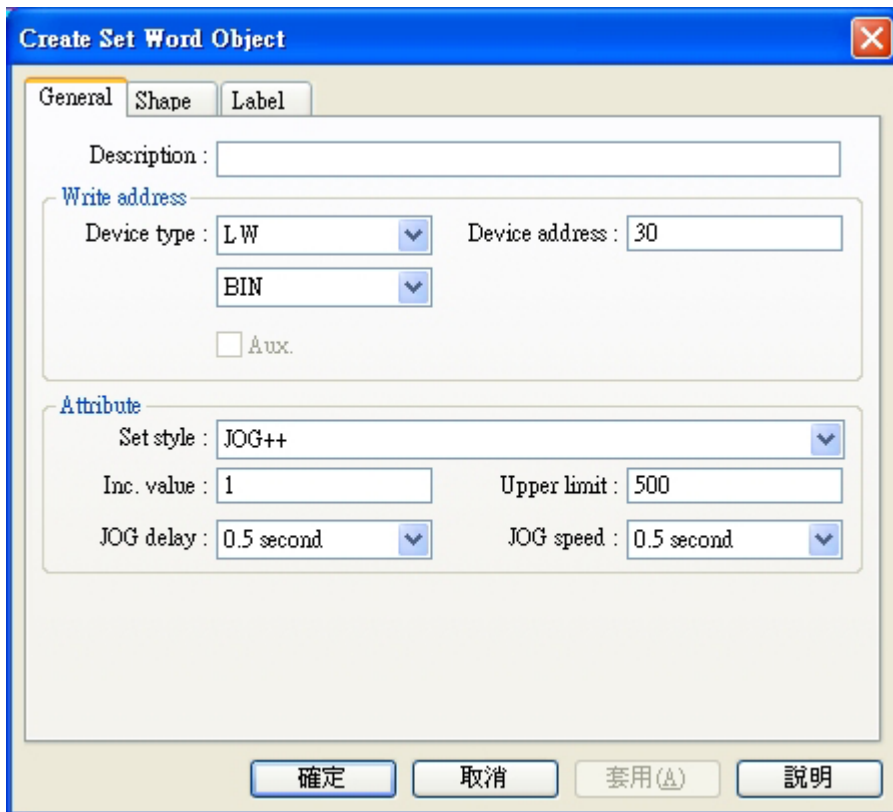 Create Set Word Object
General Shape Label
Description :
Write address
Device type : LW Device address : 30
BIN
Aux.
Attribute
Set style : JOG++
Inc. value : 1 Upper limit : 500
JOG delay : 0.5 second JOG speed : 0.5 second
確定 取消 套用(A) 說明